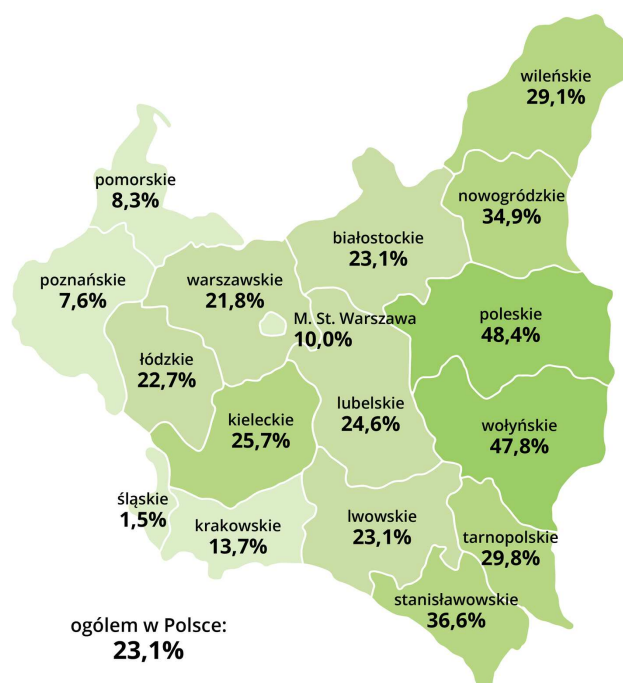 wileńskie
29,1%
pomorskie
8,3%
nowogródzkie
34,9%
białostockie
23,1%
poznańskie
7,6%
warszawskie
21,8%
M. St. Warszawa
10,0%
poleskie
48,4%
łódzkie
22,7%
kieleckie
25,7%
lubelskie
24,6%
wołyńskie
47,8%
śląskie
1,5%
krakowskie
13,7%
lwowskie
23,1%
tarnopolskie
29,8%
stanisławowskie
36,6%
ogólem w Polsce:
23,1%